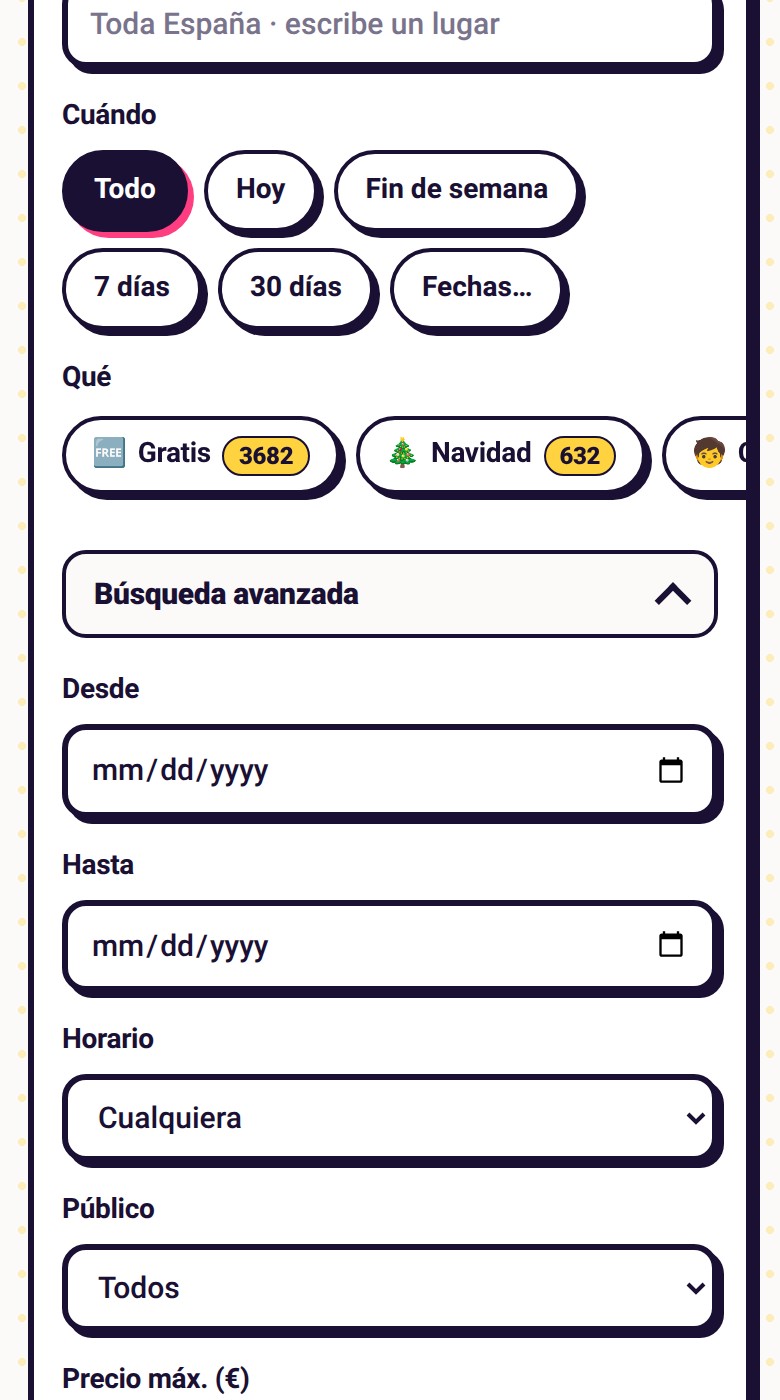 Toda España · escribe un lugar
Cuándo
Todo Hoy Fin de semana
7 días 30 días Fechas...
Qué
FREE Gratis 3682 🎄 Navidad 632 🧒
Búsqueda avanzada
Desde
mm/dd/yyyy
Hasta
mm/dd/yyyy
Horario
Cualquiera
Público
Todos
Precio máx. (€)